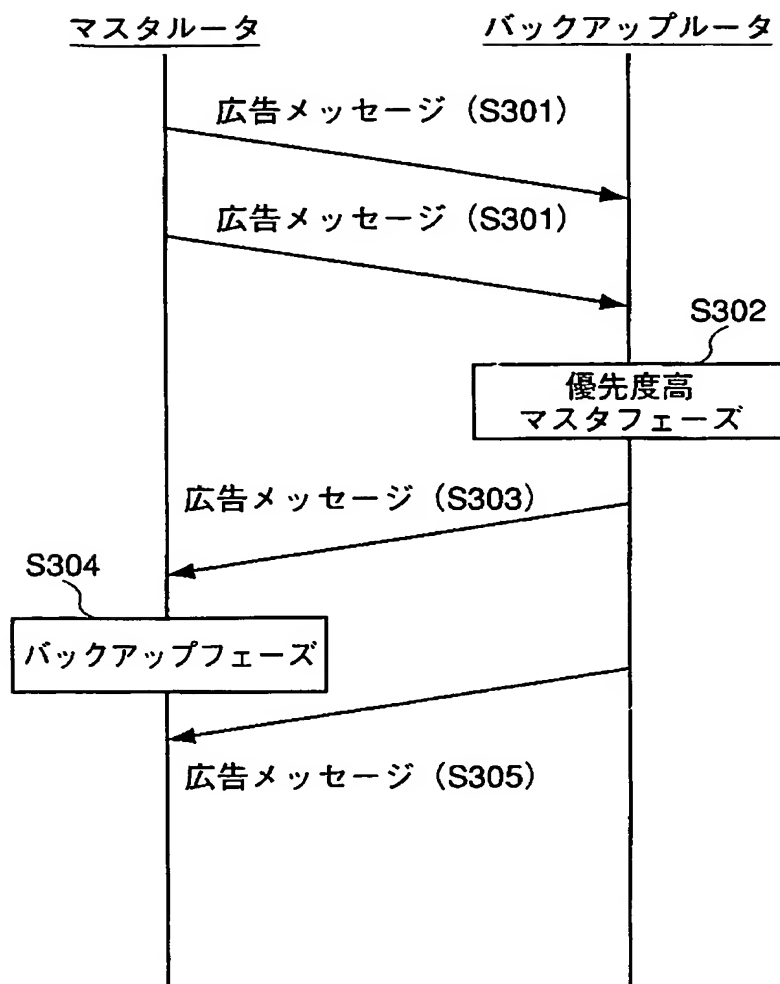 マスタルータ
バックアップルータ
広告メッセージ（S301）
広告メッセージ（S301）
S302
優先度高
マスタフェーズ
広告メッセージ（S303）
S304
バックアップフェーズ
広告メッセージ（S305）